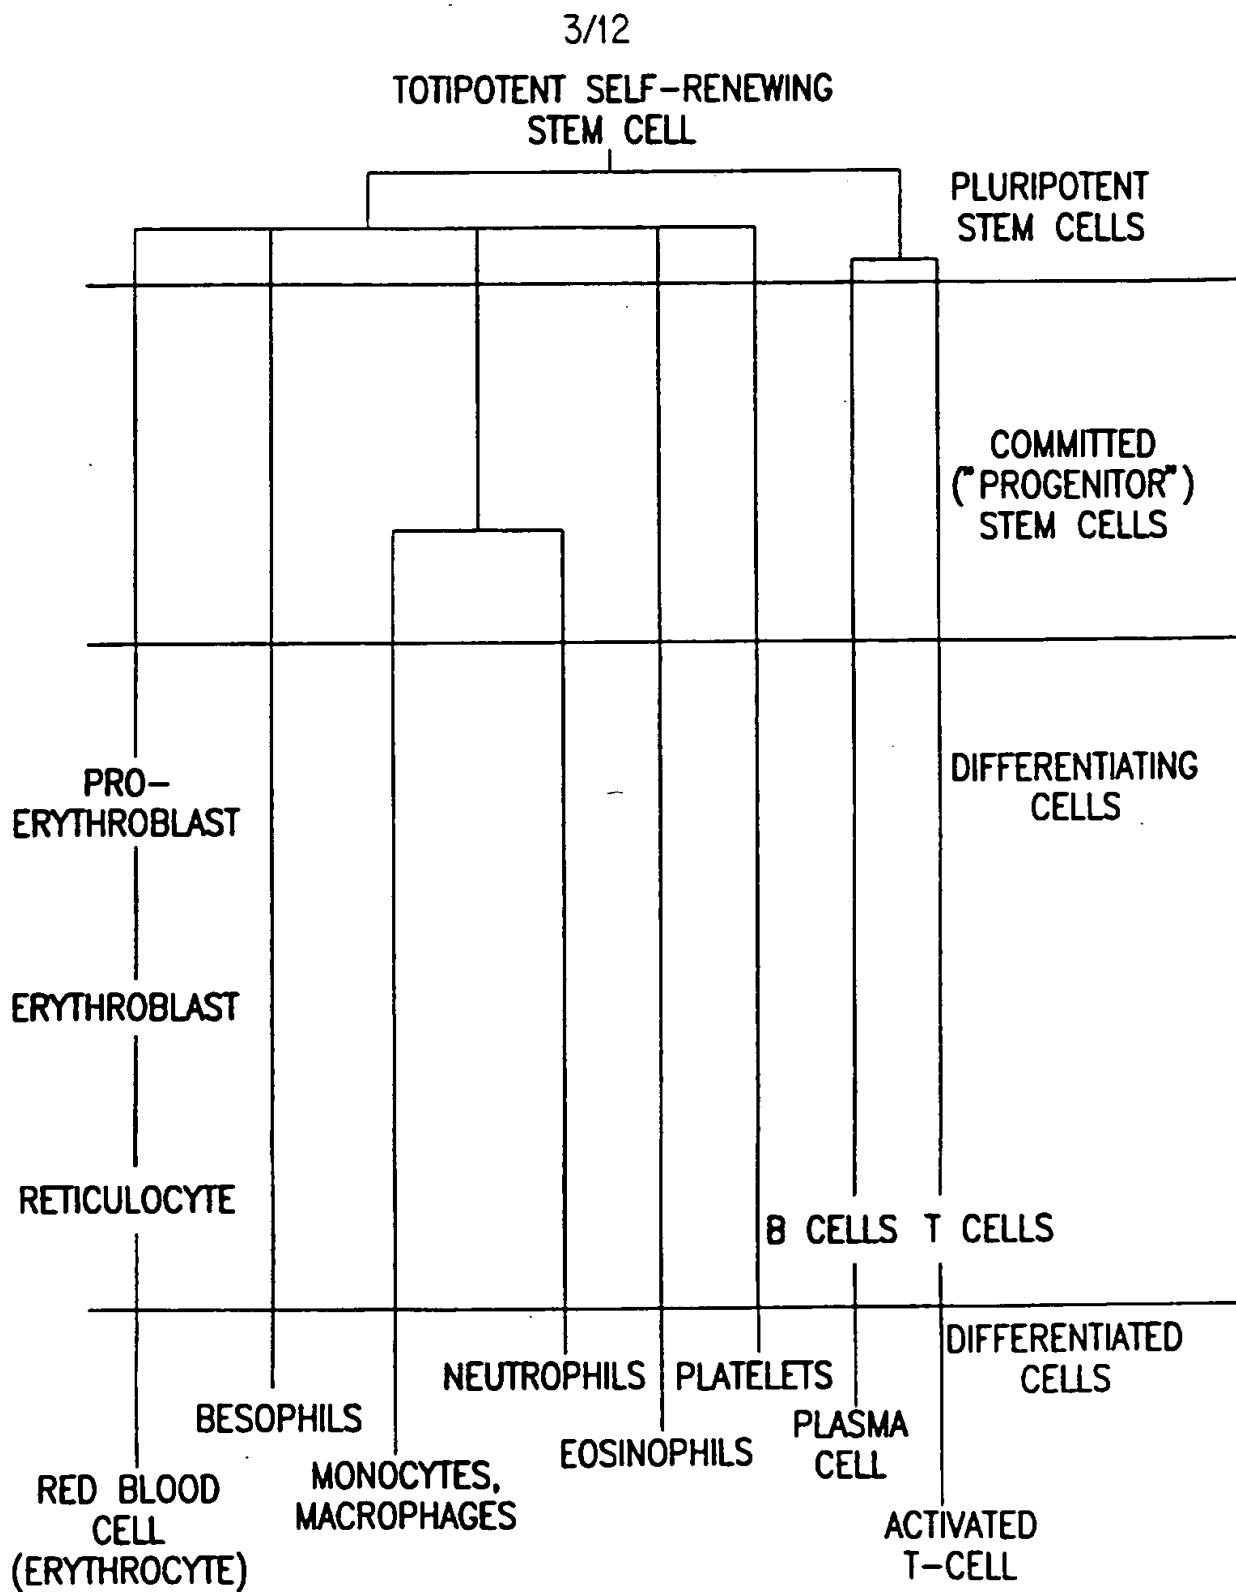 3/12
TOTIPOTENT SELF-RENEWING
STEM CELL
PLURIPOTENT
STEM CELLS
COMMITTED
("PROGENITOR")
STEM CELLS
PRO-
ERYTHROBLAST
DIFFERENTIATING
CELLS
ERYTHROBLAST
RETICULOCYTE
B CELLS T CELLS
DIFFERENTIATED
CELLS
NEUTROPHILS PLATELETS
BESOPHILS
EOSINOPHILS
PLASMA
CELL
MONOCYTES,
MACROPHAGES
RED BLOOD
CELL
(ERYTHROCYTE)
ACTIVATED
T-CELL